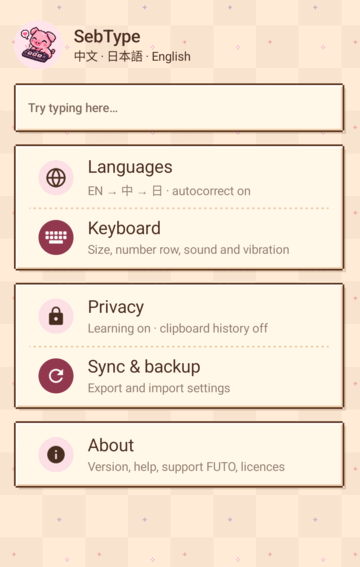 SebType
中文 · 日本語 · English
Try typing here…
Languages
EN → 中 → 日 · autocorrect on
Keyboard
Size, number row, sound and vibration
Privacy
Learning on · clipboard history off
Sync & backup
Export and import settings
About
Version, help, support FUTO, licences